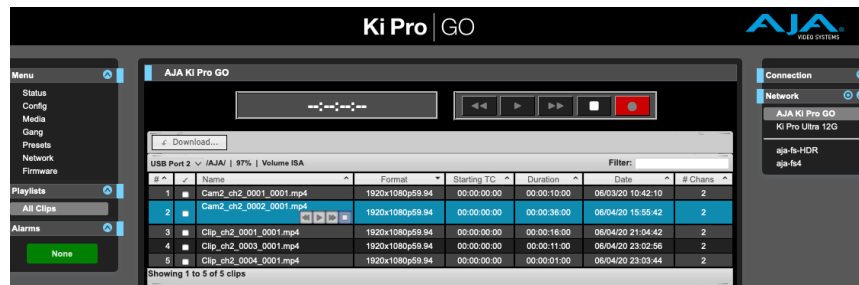 Ki Pro GO
AJA
VIDEO SYSTEMS
Menu
Status
Config
Media
Gang
Presets
Network
Firmware
Playlists
All Clips
Alarms
None
AJA Ki Pro GO
--:--:--:--
Download...
USB Port 2 /AJA/ | 97% | Volume ISA Filter:
# Name Format Starting TC Duration Date # Chans
1 Cam2_ch2_0001_0001.mp4 1920x1080p59.94 00:00:00:00 00:00:10:00 06/03/20 10:42:10 2
2 Cam2_ch2_0002_0001.mp4 1920x1080p59.94 00:00:00:00 00:00:36:00 06/04/20 15:55:42 2
3 Clip_ch2_0001_0001.mp4 1920x1080p59.94 00:00:00:00 00:00:16:00 06/04/20 21:04:42 2
4 Clip_ch2_0003_0001.mp4 1920x1080p59.94 00:00:00:00 00:00:11:00 06/04/20 23:02:56 2
5 Clip_ch2_0004_0001.mp4 1920x1080p59.94 00:00:00:00 00:00:01:00 06/04/20 23:03:44 2
Showing 1 to 5 of 5 clips
Connection
Network
AJA KI Pro GO
Ki Pro Ultra 12G
aja-fs-HDR
aja-fs4